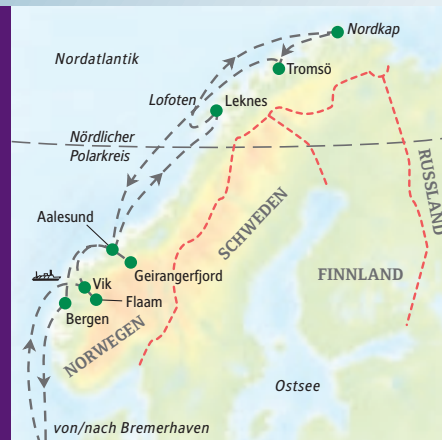 Nordkap
Nordatlantik
Tromsö
Lofoten
Leknes
Nördlicher
Polarkreis
RUSSLAND
Aalesund
SCHWEDEN
Geirangerfjord
FINNLAND
Vik
Flaam
Bergen
NORWEGEN
Ostsee
von/nach Bremerhaven